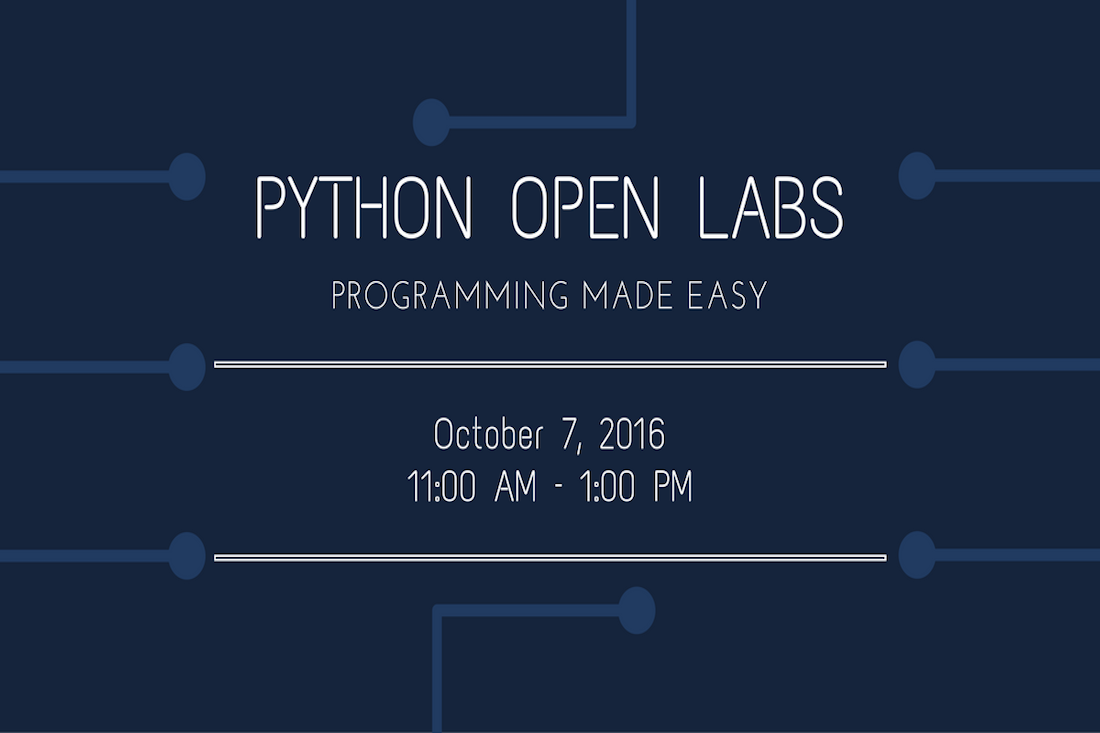 PYTHON OPEN LABS
PROGRAMMING MADE EASY
October 7, 2016
11:00 AM - 1:00 PM